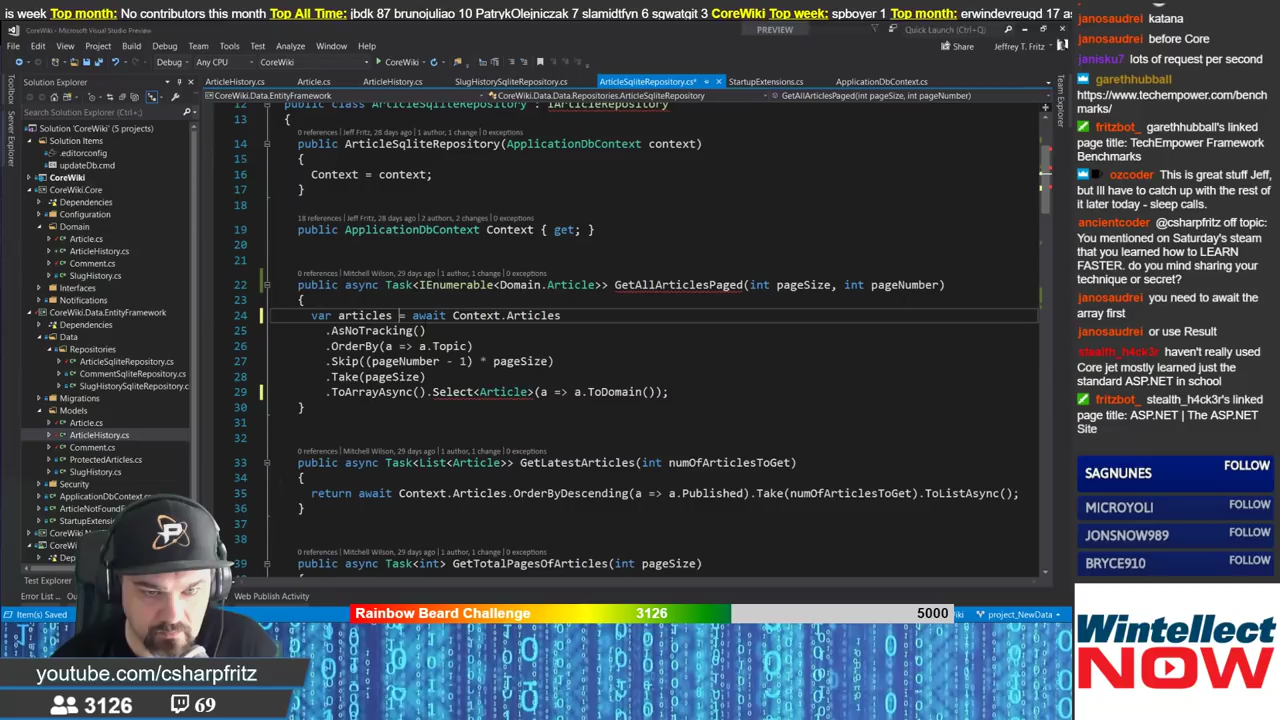 is week Top month: No contributors this month Top All Time: jbdk 87 brunojuliao 10 PatrykOlejniczak 7 slamidtfyn 6 sgwatgit 3 CoreWiki Top week: spboyer 1 Top month: erwindevreugd 17
CoreWiki - Microsoft Visual Studio Preview
PREVIEW
Quick Launch (Ctrl+Q)
File Edit View Project Build Debug Team Tools Test Analyze Window Help
Share
Jeffrey T. Fritz
Debug Any CPU CoreWiki CoreWiki
Toolbox
Server Explorer
Exploration
Solution Explorer
Search Solution Explorer (Ctrl+;)
Solution 'CoreWiki' (5 projects)
Solution Items
.editorconfig
updateDb.cmd
CoreWiki
CoreWiki.Core
Dependencies
Configuration
Domain
Article.cs
ArticleHistory.cs
Comment.cs
SlugHistory.cs
Interfaces
Notifications
CoreWiki.Data.EntityFramework
Dependencies
Data
Repositories
ArticleSqliteRepository.cs
CommentSqliteRepository.cs
SlugHistorySqliteRepository.cs
Migrations
Models
Article.cs
ArticleHistory.cs
Comment.cs
ProtectedArticles.cs
SlugHistory.cs
Security
ApplicationDbContext.cs
ArticleNotFound
StartupExtensions.c
CoreWiki.N
CoreWi
Dep
Test Explorer
Error List ...
Ou
Web Publish Activity
Item(s) Saved
ArticleHistory.cs Article.cs ArticleHistory.cs SlugHistorySqliteRepository.cs ArticleSqliteRepository.cs* StartupExtensions.cs ApplicationDbContext.cs
CoreWiki.Data.EntityFramework CoreWiki.Data.Data.Repositories.ArticleSqliteRepository GetAllArticlesPaged(int pageSize, int pageNumber)
12 public class ArticleSqliteRepository : IArticleRepository
13 {
0 references | Jeff Fritz, 28 days ago | 1 author, 1 change | 0 exceptions
14 public ArticleSqliteRepository(ApplicationDbContext context)
15 {
16 Context = context;
17 }
18
18 references | Jeff Fritz, 28 days ago | 2 authors, 2 changes | 0 exceptions
19 public ApplicationDbContext Context { get; }
20
21
0 references | Mitchell Wilson, 29 days ago | 1 author, 1 change | 0 exceptions
22 public async Task<IEnumerable<Domain.Article>> GetAllArticlesPaged(int pageSize, int pageNumber)
23 {
24 var articles = await Context.Articles
25 .AsNoTracking()
26 .OrderBy(a => a.Topic)
27 .Skip((pageNumber - 1) * pageSize)
28 .Take(pageSize)
29 .ToArrayAsync().Select<Article>(a => a.ToDomain());
30 }
31
32
0 references | Mitchell Wilson, 29 days ago | 1 author, 1 change | 0 exceptions
33 public async Task<List<Article>> GetLatestArticles(int numOfArticlesToGet)
34 {
35 return await Context.Articles.OrderByDescending(a => a.Published).Take(numOfArticlesToGet).ToListAsync();
36 }
37
38
0 references | Mitchell Wilson, 29 days ago | 1 author, 1 change | 0 exceptions
39 public async Task<int> GetTotalPagesOfArticles(int pageSize)
Rainbow Beard Challenge 3126 5000
project_NewData
youtube.com/csharpfritz
3126 69
janosaudrei katana
janosaudrei before Core
janisku7 lots of request per second
garethhubball
https://www.techempower.com/bench
marks/
fritzbot_ garethhubball's linked
page title: TechEmpower Framework
Benchmarks
ozcoder This is great stuff Jeff,
but Ill have to catch up with the rest of
it later today - sleep calls.
ancientcoder @csharpfritz off topic:
You mentioned on Saturday's steam
that you learned how to LEARN
FASTER. do you mind sharing your
technique or secret?
janosaudrei you need to await the
array first
janosaudrei or use Result
stealth_h4ck3r haven't really used
Core jet mostly learned just the
standard ASP.NET in school
fritzbot_ stealth_h4ck3r's linked
page title: ASP.NET | The ASP.NET
Site
SAGNUNES FOLLOW
MICROYOLI FOLLOW
JONSNOW989 FOLLOW
BRYCE910 FOLLOW
Wintellect
NOW